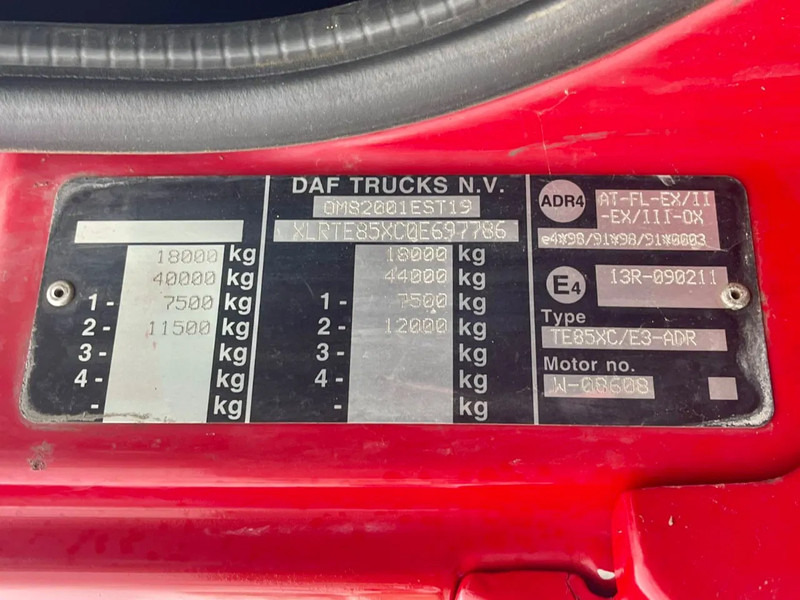 DAF TRUCKS N.V.
0M82001EST19
XLRTE85XC0E697786
18000 kg
40000 kg
1- 7500 kg
2- 11500 kg
3- kg
4- kg
- kg
18000 kg
44000 kg
1- 7500 kg
2- 12000 kg
3- kg
4- kg
- kg
ADR4 AT-FL-EX/II
-EX/III-OX
e4*98/91*98/91*0003
E4 13R-090211
Type
TE85XC/E3-ADR
Motor no.
W-08608